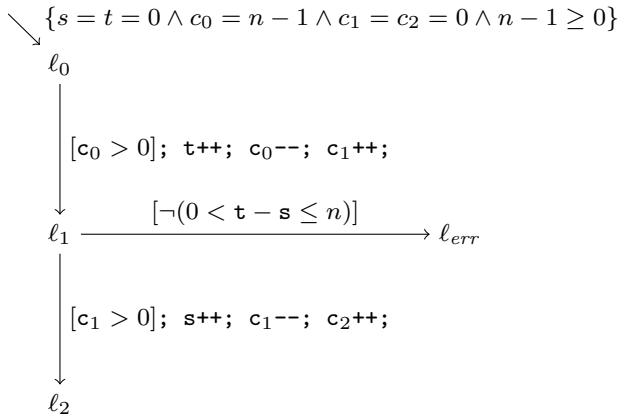 {s = t = 0 ∧ c₀ = n − 1 ∧ c₁ = c₂ = 0 ∧ n − 1 ≥ 0}
ℓ₀
[c₀ > 0]; t++; c₀--; c₁++;
[¬(0 < t − s ≤ n)]
ℓ₁
ℓ_err
[c₁ > 0]; s++; c₁--; c₂++;
ℓ₂